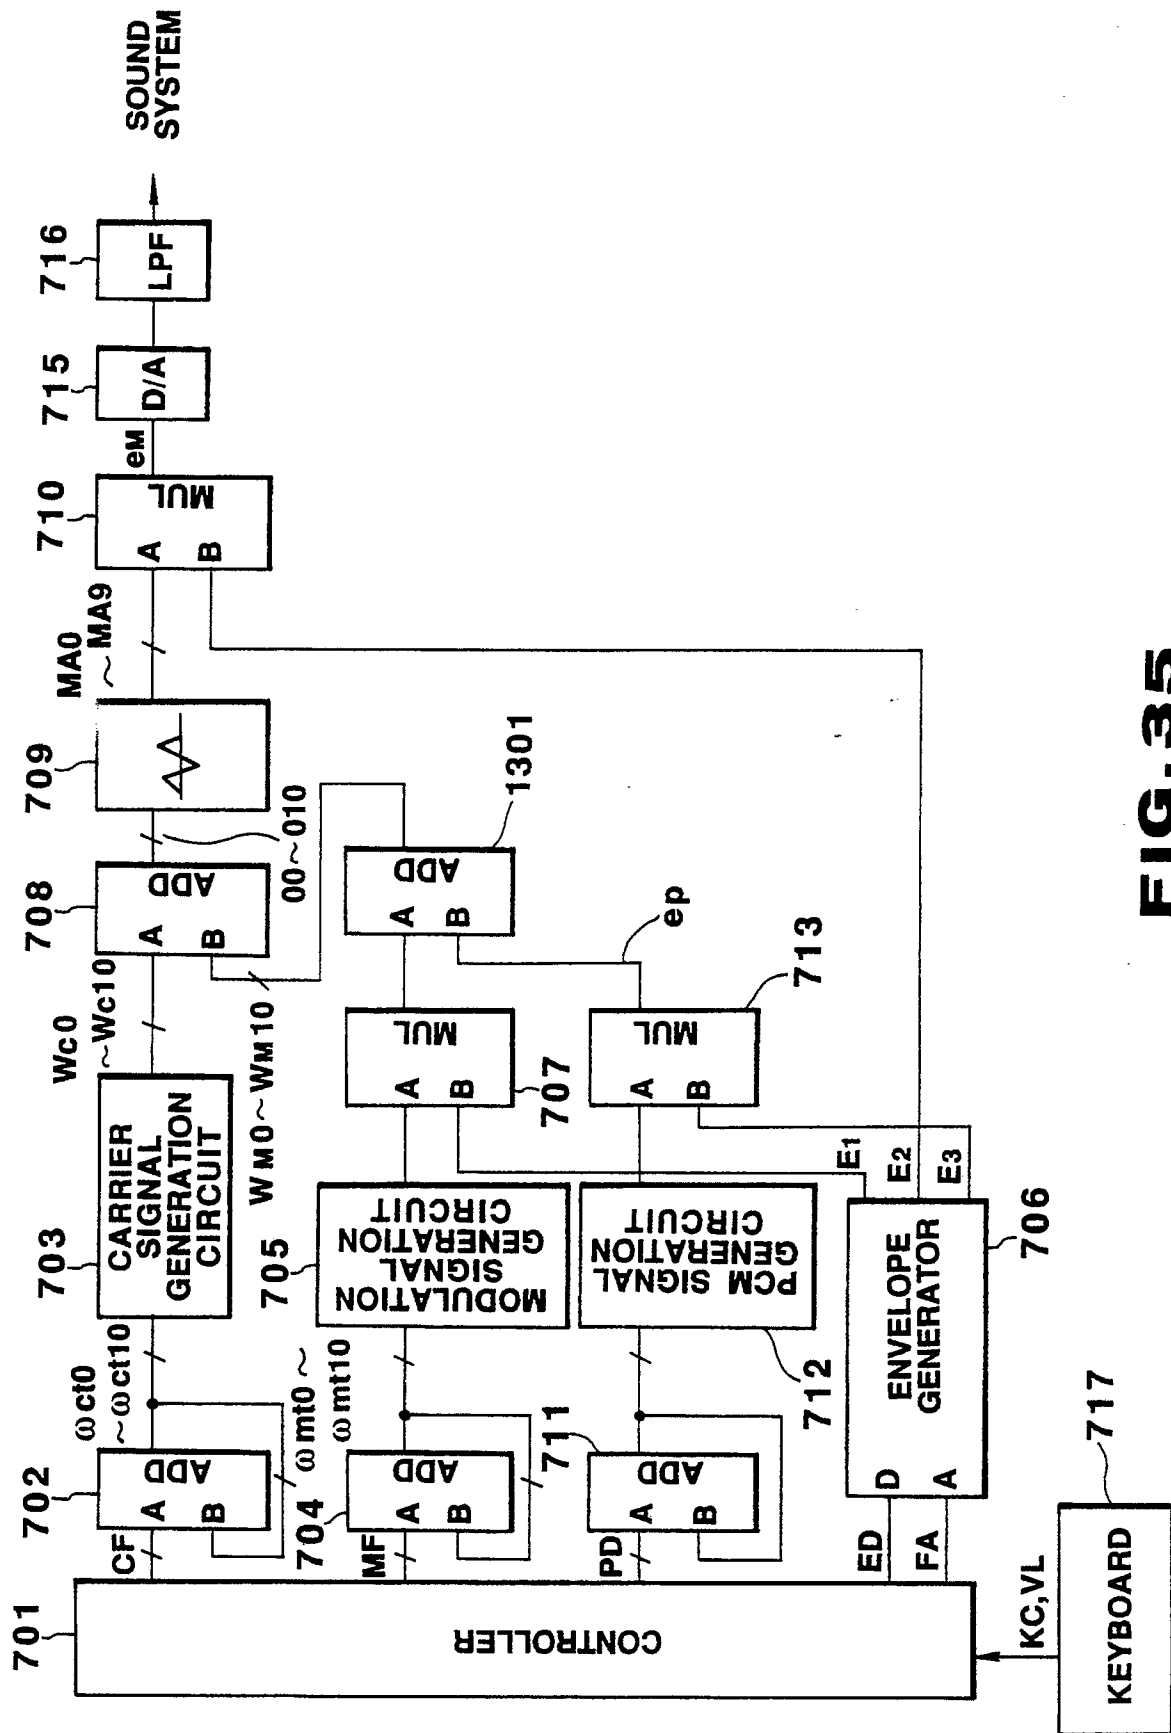 701
CONTROLLER
KC,VL
717
KEYBOARD
CF
MF
PD
ED
FA
702
A
B
ADD
ωct0
~ωct10
703
CARRIER
SIGNAL
GENERATION
CIRCUIT
Wc0
~Wc10
708
A
B
ADD
00~010
709
MA0
~MA9
710
A
B
MUL
eM
715
D/A
716
LPF
SOUND
SYSTEM
704
A
B
ADD
ωmt0~
ωmt10
705
MODULATION
SIGNAL
GENERATION
CIRCUIT
WM0~WM10
A
B
MUL
707
A
B
ADD
1301
711
A
B
ADD
712
PCM SIGNAL
GENERATION
CIRCUIT
A
B
MUL
713
ep
D
A
ENVELOPE
GENERATOR
706
E1
E2
E3
FIG.35